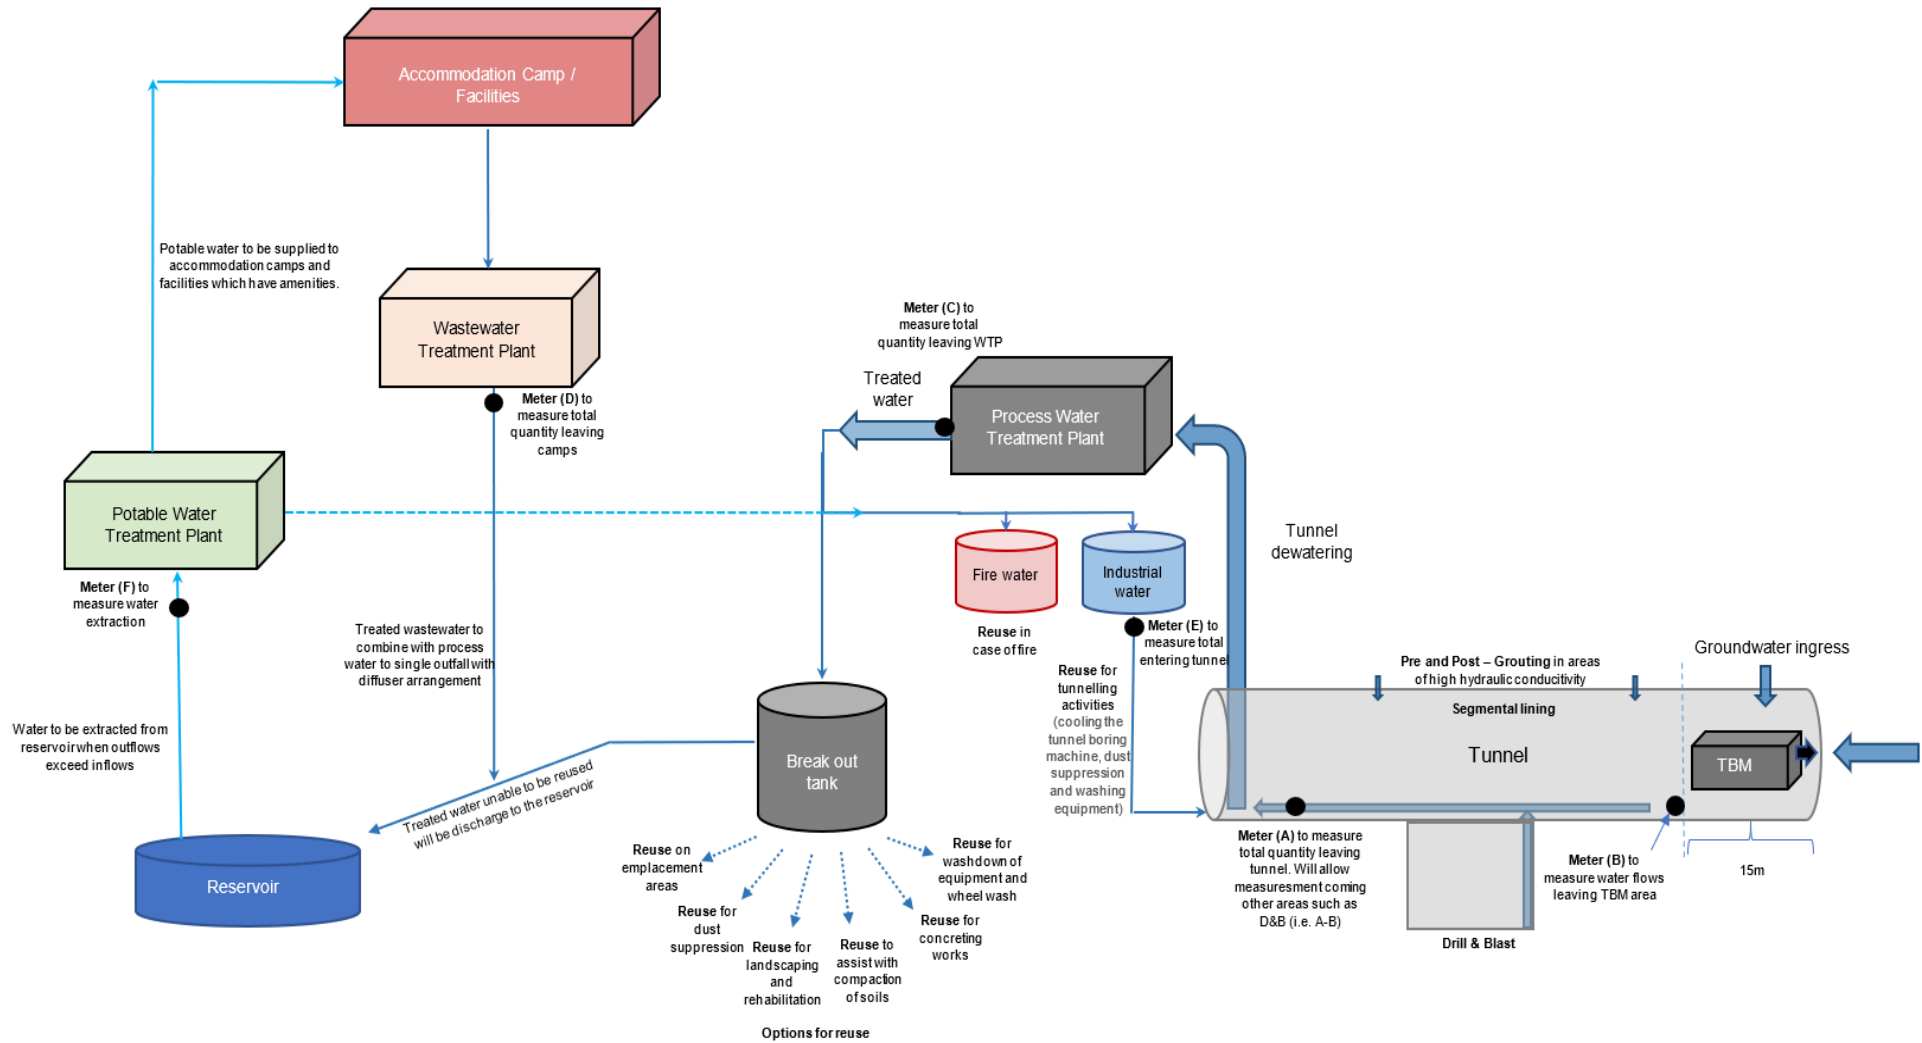 Accommodation Camp /
Facilities
Potable water to be supplied to
accommodation camps and
facilities which have amenities.
Wastewater
Treatment Plant
Meter (D) to
measure total
quantity leaving
camps
Meter (C) to
measure total
quantity leaving WTP
Treated
water
Process Water
Treatment Plant
Potable Water
Treatment Plant
Meter (F) to
measure water
extraction
Tunnel
dewatering
Fire water
Industrial
water
Reuse in
case of fire
Meter (E) to
measure total
entering tunnel
Treated wastewater to
combine with process
water to single outfall with
diffuser arrangement
Reuse for
tunnelling
activities
(cooling the
tunnel boring
machine, dust
suppression
and washing
equipment)
Pre and Post – Grouting in areas
of high hydraulic conductivity
Groundwater ingress
Segmental lining
Tunnel
TBM
Water to be extracted from
reservoir when outflows
exceed inflows
Break out
tank
Treated water unable to be reused
will be discharge to the reservoir
Reservoir
Meter (A) to measure
total quantity leaving
tunnel. Will allow
measuresment coming
other areas such as
D&B (i.e. A-B)
Meter (B) to
measure water flows
leaving TBM area
15m
Drill & Blast
Reuse on
emplacement
areas
Reuse for
dust
suppression
Reuse for
landscaping
and
rehabilitation
Reuse to
assist with
compaction
of soils
Reuse for
concreting
works
Reuse for
washdown of
equipment and
wheel wash
Options for reuse